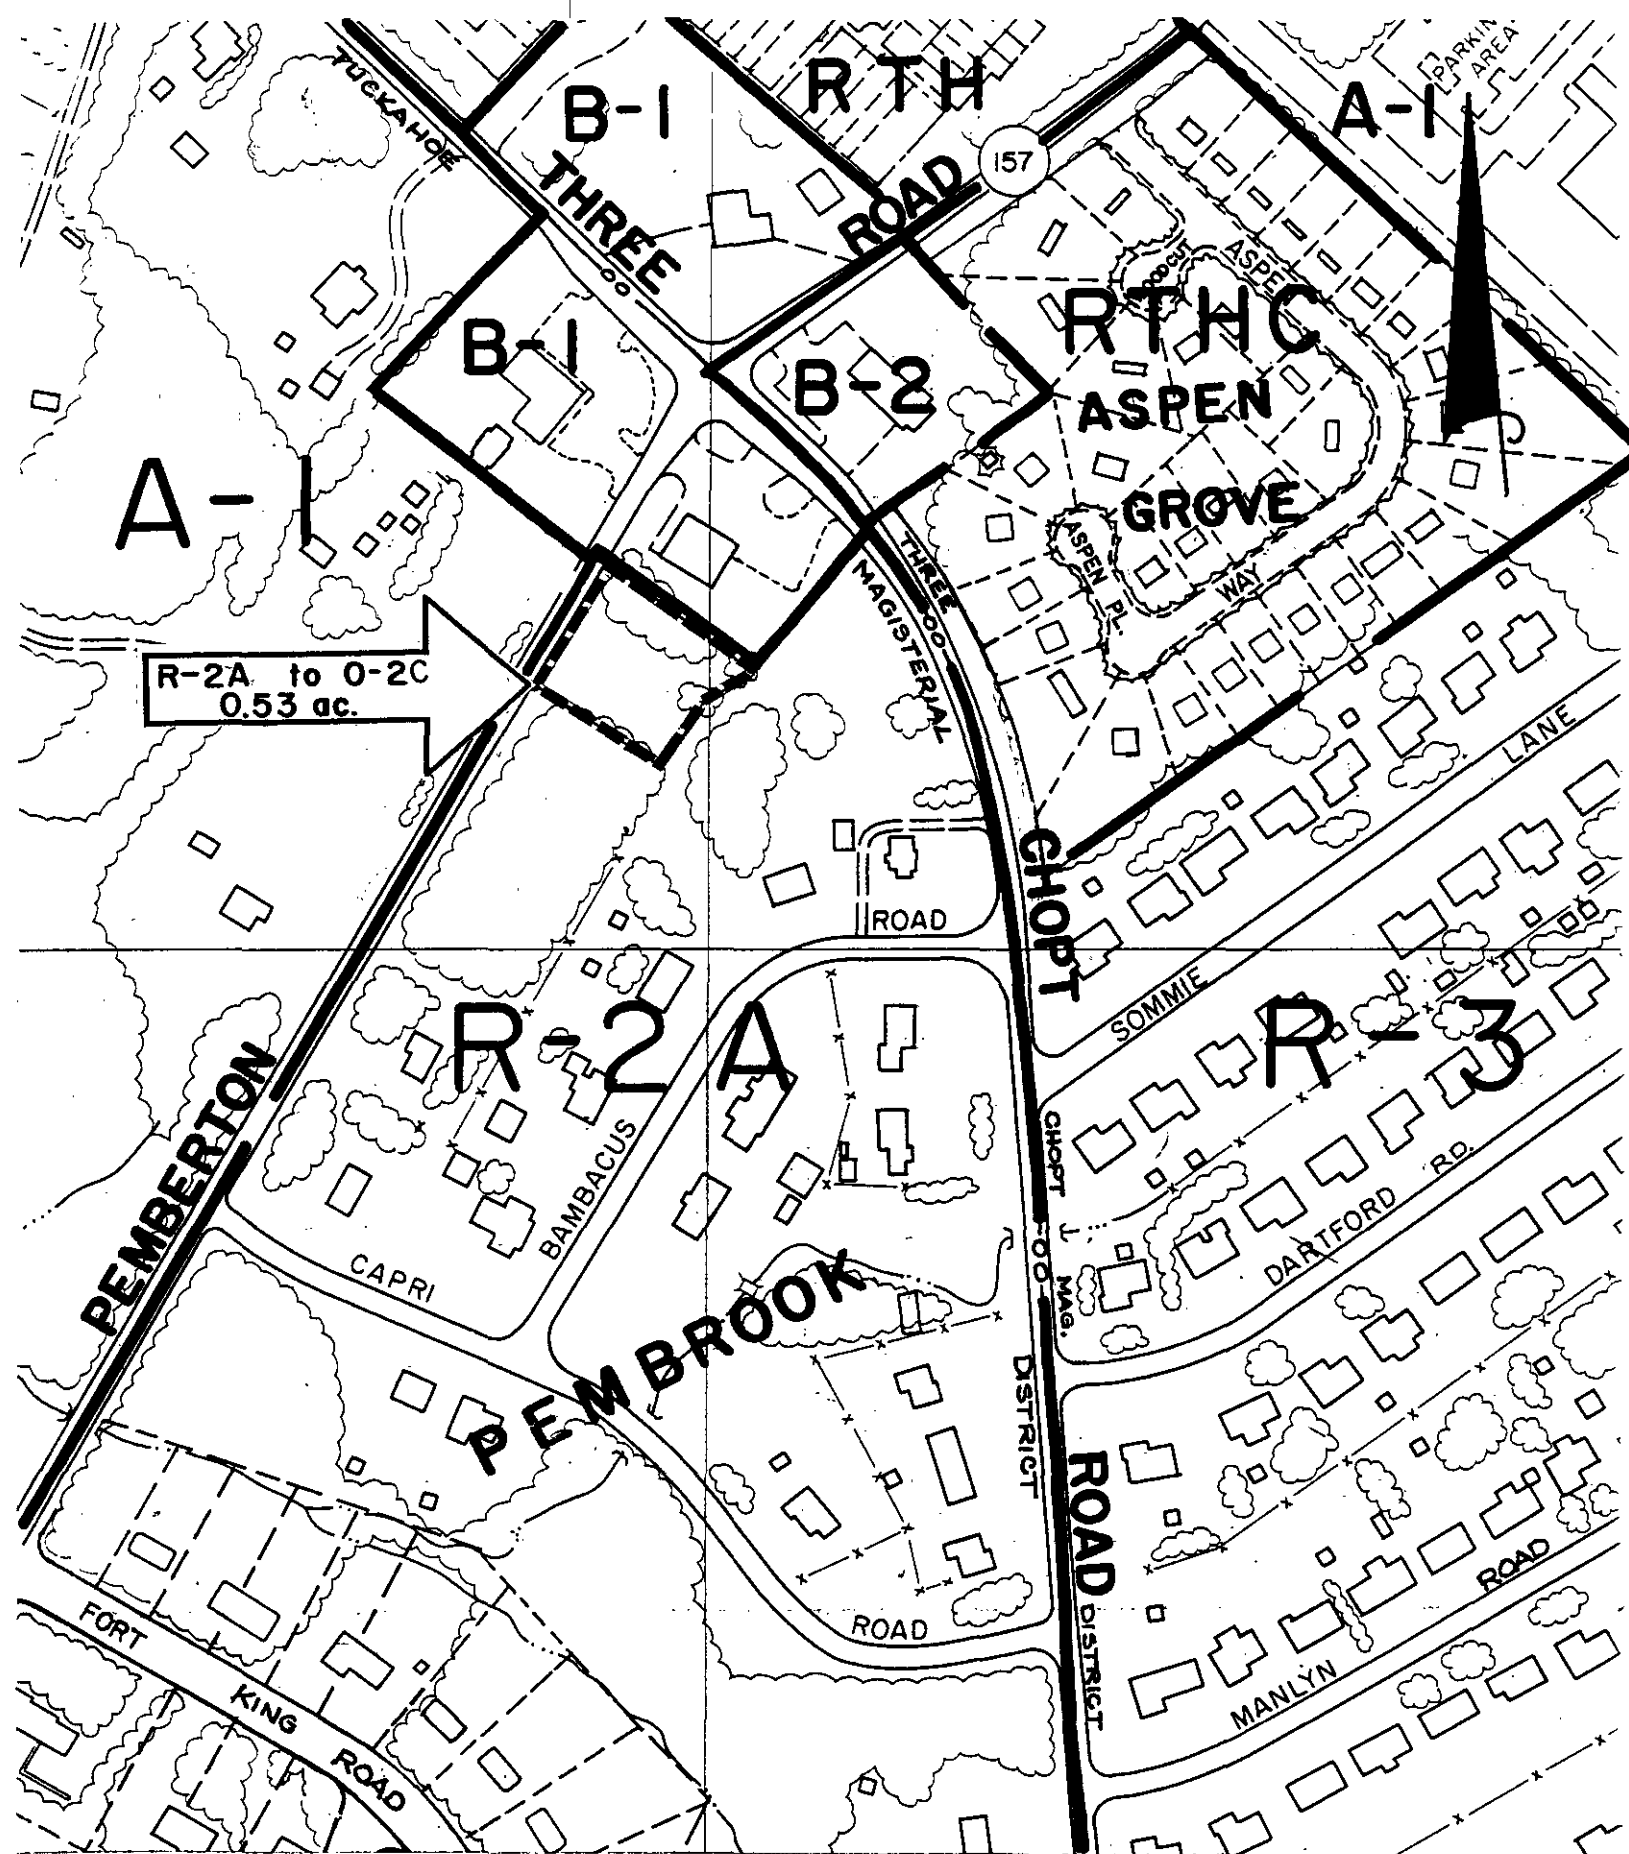 PARKING
AREA
TUCKAHOE
B-1
RTH
A-1
157
THREE
ROAD
WOODCUT
ASPEN
B-1
B-2
RTHC
ASPEN
GROVE
A-1
THREE
MAGISTERIAL
ASPEN PL.
WAY
R-2A to O-2C
0.53 ac.
LANE
CHOPT
ROAD
SOMMIE
R-2A
R-3
PEMBERTON
BAMBACUS
CHOPT
RD.
DARTFORD
CAPRI
MAG.
PEMBROOK
DISTRICT
ROAD
ROAD
ROAD
DISTRICT
FORT
KING
ROAD
MANLYN